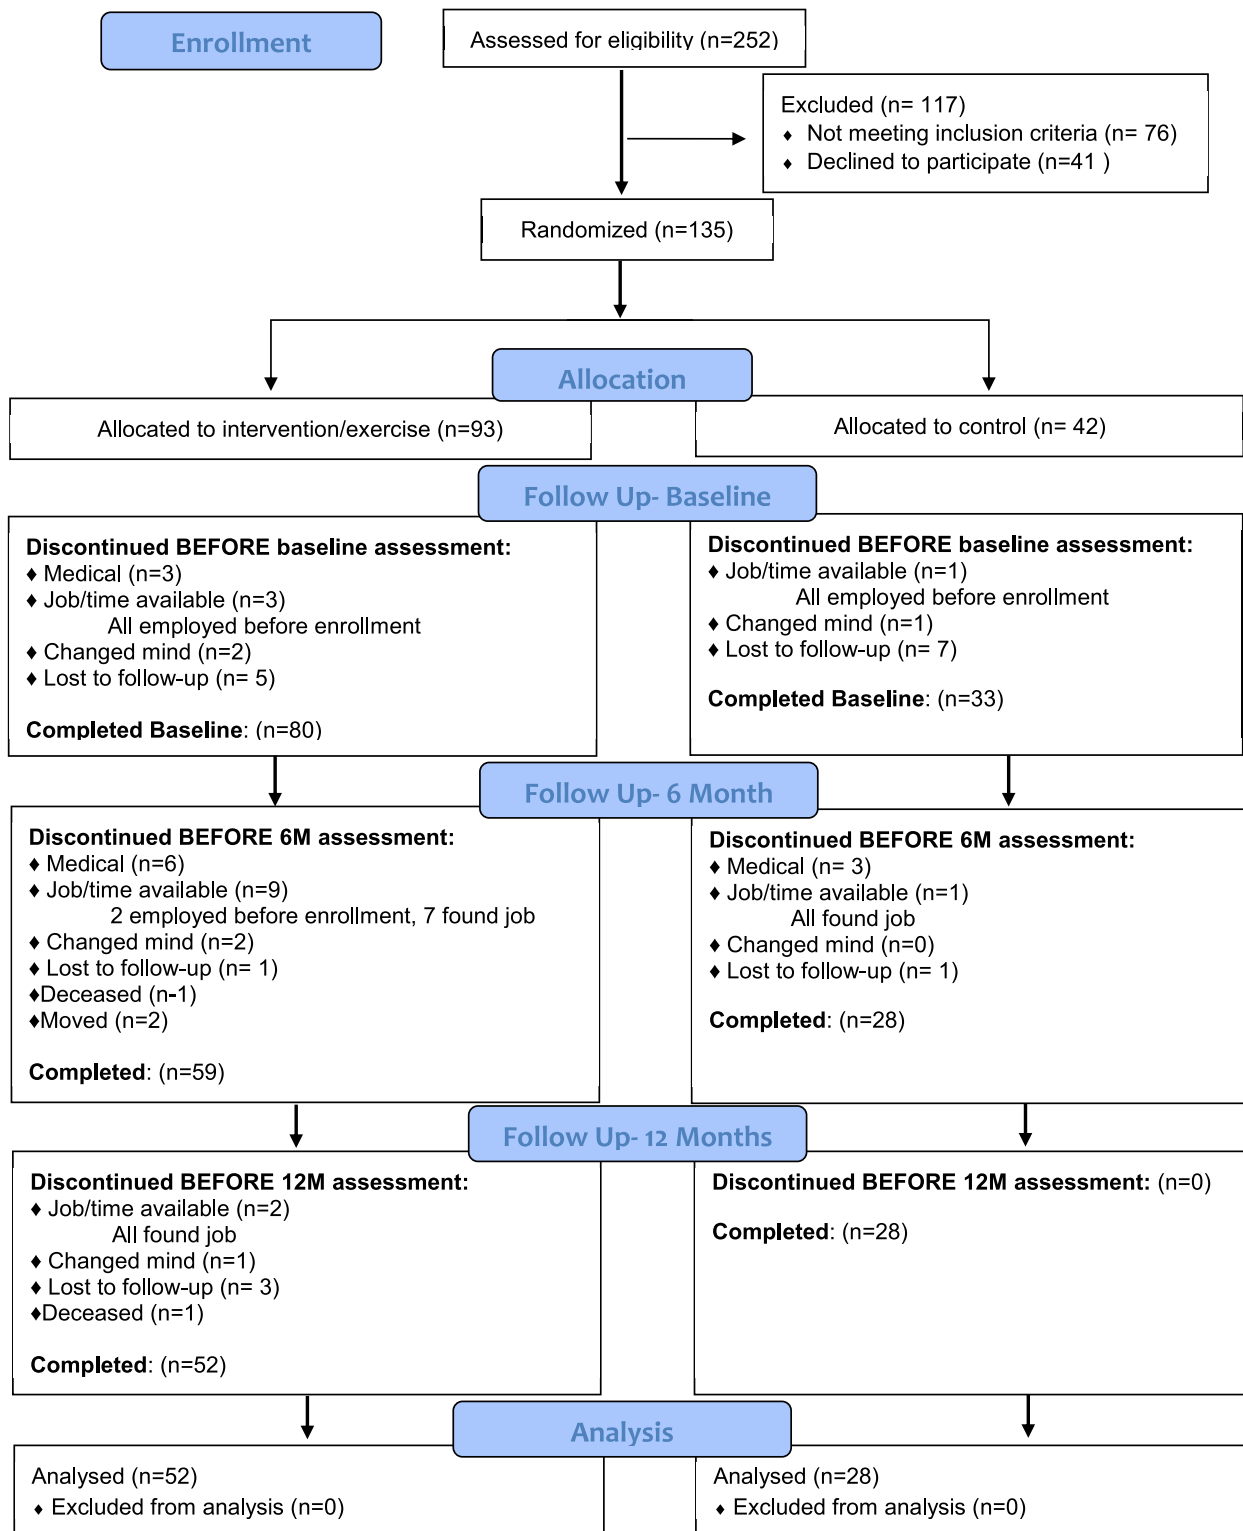 Enrollment
Assessed for eligibility (n=252)
Excluded (n= 117)
♦ Not meeting inclusion criteria (n= 76)
♦ Declined to participate (n=41 )
Randomized (n=135)
Allocation
Allocated to intervention/exercise (n=93)
Allocated to control (n= 42)
Follow Up- Baseline
Discontinued BEFORE baseline assessment:
♦ Medical (n=3)
♦ Job/time available (n=3)
All employed before enrollment
♦ Changed mind (n=2)
♦ Lost to follow-up (n= 5)
Completed Baseline: (n=80)
Discontinued BEFORE baseline assessment:
♦ Job/time available (n=1)
All employed before enrollment
♦ Changed mind (n=1)
♦ Lost to follow-up (n= 7)
Completed Baseline: (n=33)
Follow Up- 6 Month
Discontinued BEFORE 6M assessment:
♦ Medical (n=6)
♦ Job/time available (n=9)
2 employed before enrollment, 7 found job
♦ Changed mind (n=2)
♦ Lost to follow-up (n= 1)
♦Deceased (n-1)
♦Moved (n=2)
Completed: (n=59)
Discontinued BEFORE 6M assessment:
♦ Medical (n= 3)
♦ Job/time available (n=1)
All found job
♦ Changed mind (n=0)
♦ Lost to follow-up (n= 1)
Completed: (n=28)
Follow Up- 12 Months
Discontinued BEFORE 12M assessment:
♦ Job/time available (n=2)
All found job
♦ Changed mind (n=1)
♦ Lost to follow-up (n= 3)
♦Deceased (n=1)
Completed: (n=52)
Discontinued BEFORE 12M assessment: (n=0)
Completed: (n=28)
Analysis
Analysed (n=52)
♦ Excluded from analysis (n=0)
Analysed (n=28)
♦ Excluded from analysis (n=0)